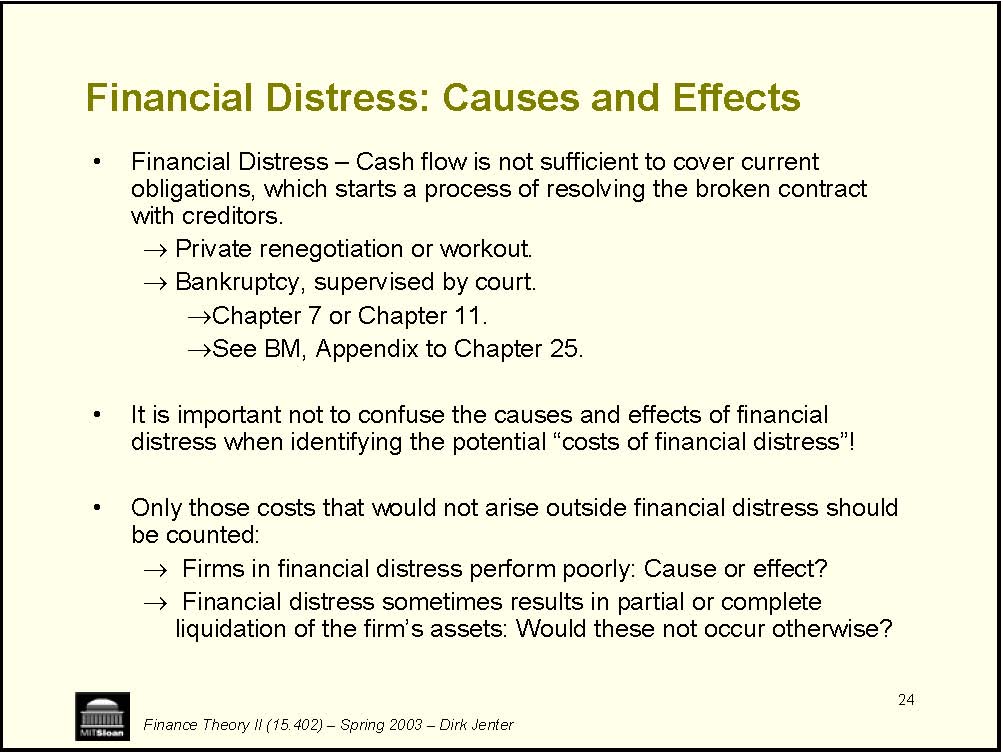 Financial Distress: Causes and Effects
• Financial Distress – Cash flow is not sufficient to cover current
obligations, which starts a process of resolving the broken contract
with creditors.
→ Private renegotiation or workout.
→ Bankruptcy, supervised by court.
→Chapter 7 or Chapter 11.
→See BM, Appendix to Chapter 25.
• It is important not to confuse the causes and effects of financial
distress when identifying the potential “costs of financial distress”!
• Only those costs that would not arise outside financial distress should
be counted:
→ Firms in financial distress perform poorly: Cause or effect?
→ Financial distress sometimes results in partial or complete
liquidation of the firm’s assets: Would these not occur otherwise?
24
MITSloan
Finance Theory II (15.402) – Spring 2003 – Dirk Jenter